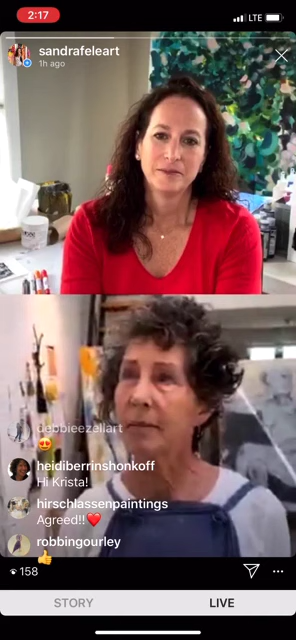 2:17
LTE
sandrafeleart
1h ago
debbieezellart
😍
heidiberrinshonkoff
Hi Krista!
hirschlassenpaintings
Agreed!!❤️
robbingourley
👍
158
STORY
LIVE